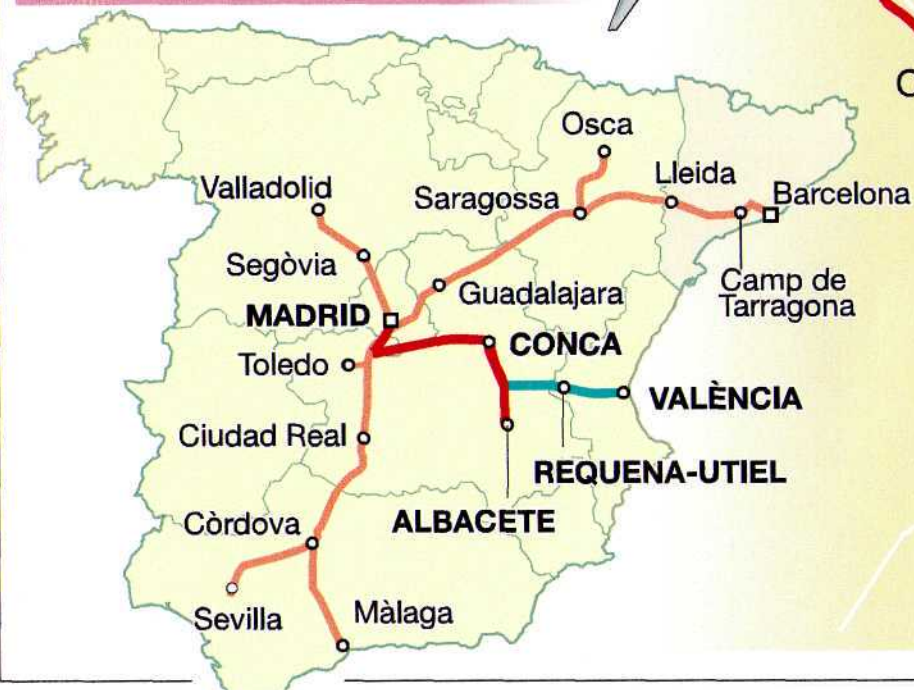 Osca
Lleida
Valladolid
Saragossa
Barcelona
Segòvia
Guadalajara
Camp de
Tarragona
MADRID
CONCA
Toledo
VALÈNCIA
Ciudad Real
REQUENA-UTIEL
Còrdova
ALBACETE
Sevilla
Màlaga